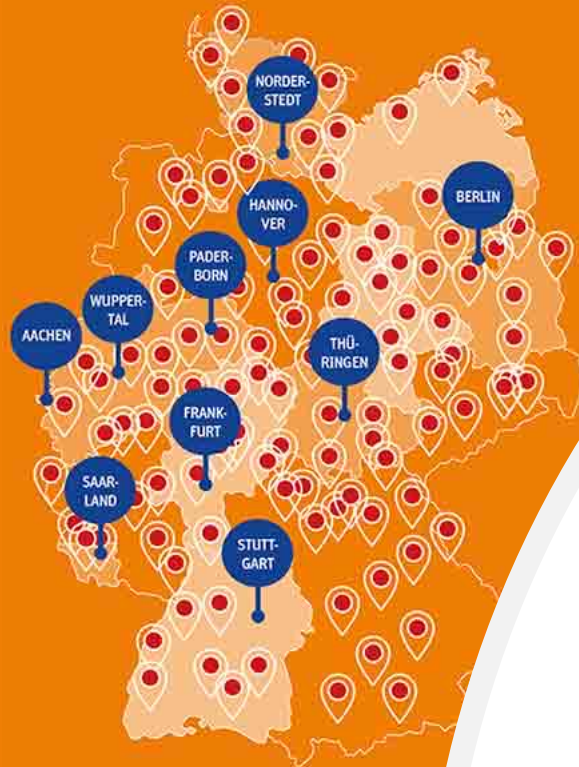 NORDER-
STEDT
BERLIN
HANNO-
VER
PADER-
BORN
WUPPER-
TAL
AACHEN
THÜ-
RINGEN
FRANK-
FURT
SAAR-
LAND
STUTT-
GART